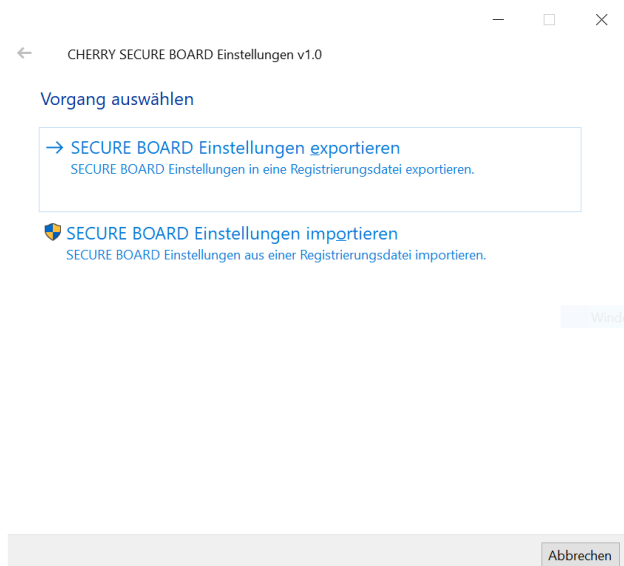 CHERRY SECURE BOARD Einstellungen v1.0
Vorgang auswählen
SECURE BOARD Einstellungen exportieren
SECURE BOARD Einstellungen in eine Registrierungsdatei exportieren.
SECURE BOARD Einstellungen importieren
SECURE BOARD Einstellungen aus einer Registrierungsdatei importieren.
Abbrechen